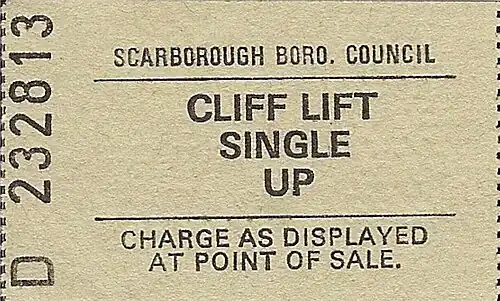 SCARBOROUGH BORO. COUNCIL
CLIFF LIFT
SINGLE
UP
CHARGE AS DISPLAYED
AT POINT OF SALE.
D 232813